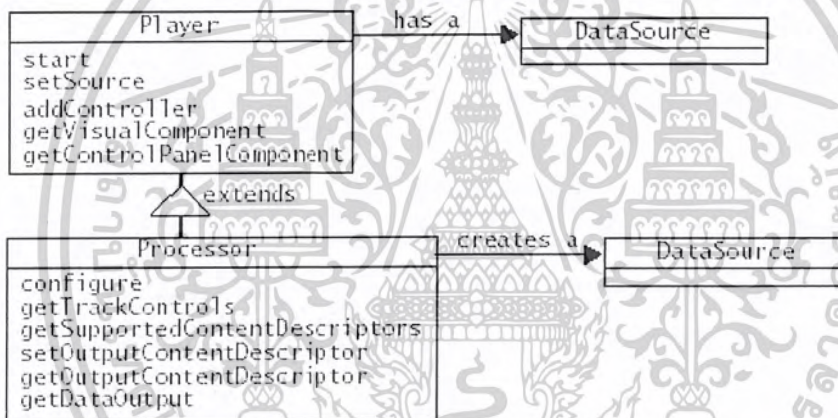 Player
has a
DataSource
start
setSource
addController
getVisualComponent
getControlPanelComponent
extends
Processor
creates a
DataSource
configure
getTrackControls
getSupportedContentDescriptors
setOutputContentDescriptor
getOutputContentDescriptor
getDataOutput